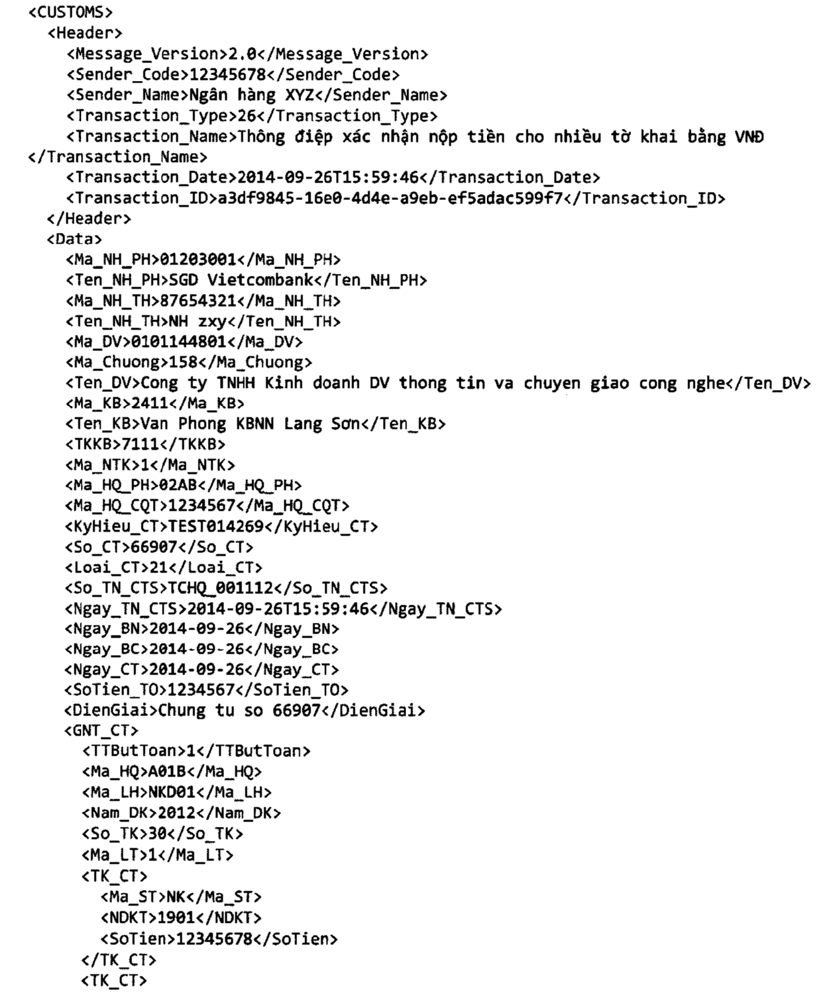 <CUSTOMS>
<Header>
<Message_Version>2.0</Message_Version>
<Sender_Code>12345678</Sender_Code>
<Sender_Name>Ngân hàng XYZ</Sender_Name>
<Transaction_Type>26</Transaction_Type>
<Transaction_Name>Thông điệp xác nhận nộp tiền cho nhiều tờ khai bằng VNĐ
</Transaction_Name>
<Transaction_Date>2014-09-26T15:59:46</Transaction_Date>
<Transaction_ID>a3df9845-16e0-4d4e-a9eb-ef5adac599f7</Transaction_ID>
</Header>
<Data>
<Ma_NH_PH>01203001</Ma_NH_PH>
<Ten_NH_PH>SGD Vietcombank</Ten_NH_PH>
<Ma_NH_TH>87654321</Ma_NH_TH>
<Ten_NH_TH>NH zxy</Ten_NH_TH>
<Ma_DV>0101144801</Ma_DV>
<Ma_Chuong>158</Ma_Chuong>
<Ten_DV>Cong ty TNHH Kinh doanh DV thong tin va chuyen giao cong nghe</Ten_DV>
<Ma_KB>2411</Ma_KB>
<Ten_KB>Van Phong KBNN Lang Sơn</Ten_KB>
<TKKB>7111</TKKB>
<Ma_NTK>1</Ma_NTK>
<Ma_HQ_PH>02AB</Ma_HQ_PH>
<Ma_HQ_CQT>1234567</Ma_HQ_CQT>
<KyHieu_CT>TEST014269</KyHieu_CT>
<So_CT>66907</So_CT>
<Loai_CT>21</Loai_CT>
<So_TN_CTS>TCHQ_001112</So_TN_CTS>
<Ngay_TN_CTS>2014-09-26T15:59:46</Ngay_TN_CTS>
<Ngay_BN>2014-09-26</Ngay_BN>
<Ngay_BC>2014-09-26</Ngay_BC>
<Ngay_CT>2014-09-26</Ngay_CT>
<SoTien_TO>1234567</SoTien_TO>
<DienGiai>Chung tu so 66907</DienGiai>
<GNT_CT>
<TTButToan>1</TTButToan>
<Ma_HQ>A01B</Ma_HQ>
<Ma_LH>NKD01</Ma_LH>
<Nam_DK>2012</Nam_DK>
<So_TK>30</So_TK>
<Ma_LT>1</Ma_LT>
<TK_CT>
<Ma_ST>NK</Ma_ST>
<NDKT>1901</NDKT>
<SoTien>12345678</SoTien>
</TK_CT>
<TK_CT>